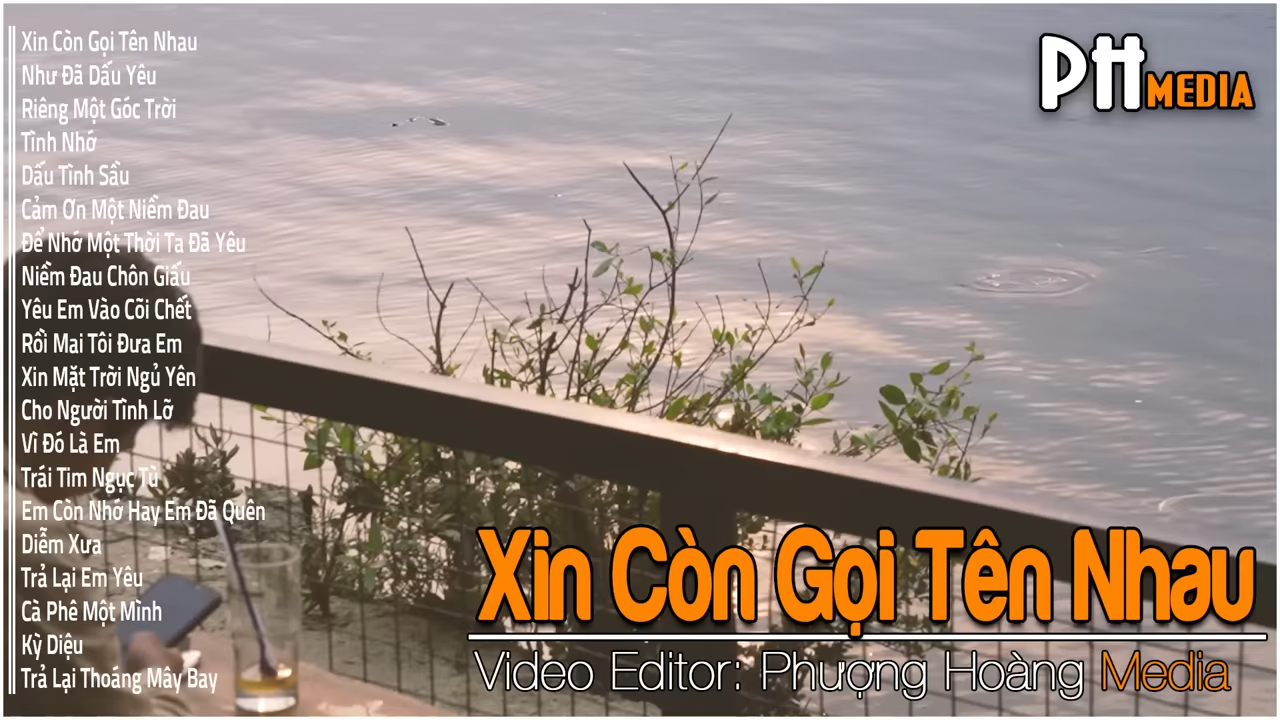 Xin Còn Gọi Tên Nhau
Như Đã Dấu Yêu
Riêng Một Góc Trời
Tình Nhớ
Dấu Tình Sầu
Cảm Ơn Một Niềm Đau
Để Nhớ Một Thời Ta Đã Yêu
Niềm Đau Chôn Giấu
Yêu Em Vào Cõi Chết
Rồi Mai Tôi Đưa Em
Xin Mặt Trời Ngủ Yên
Cho Người Tình Lỡ
Vì Đó Là Em
Trái Tim Ngục Tù
Em Còn Nhớ Hay Em Đã Quên
Diễm Xưa
Trả Lại Em Yêu
Cà Phê Một Mình
Kỳ Diệu
Trả Lại Thoáng Mây Bay
PH MEDIA
Xin Còn Gọi Tên Nhau
Video Editor: Phượng Hoàng Media